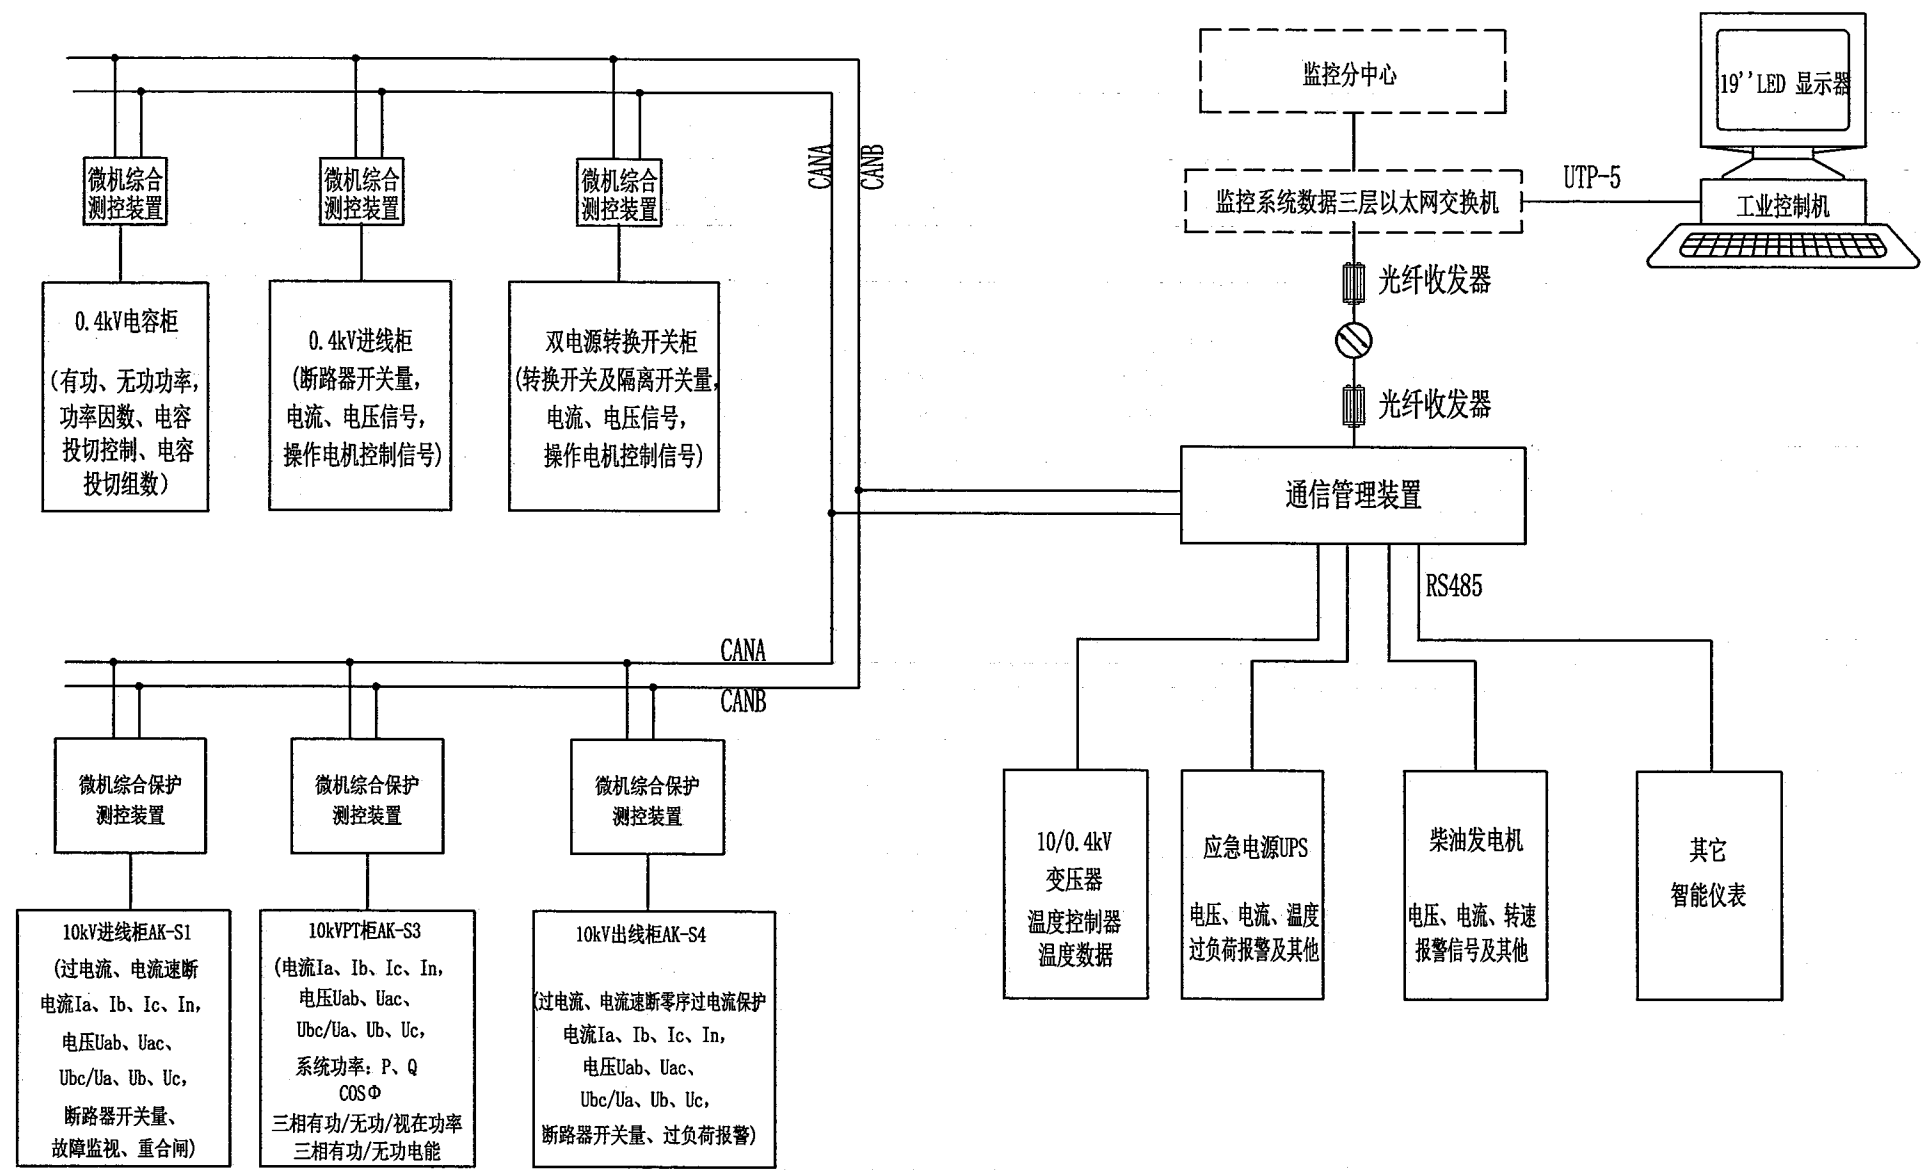 监控分中心
19''LED 显示器
CANA
CANB
微机综合
测控装置
微机综合
测控装置
微机综合
测控装置
监控系统数据三层以太网交换机
UTP-5
工业控制机
光纤收发器
光纤收发器
0.4kV电容柜
(有功、无功功率,
功率因数、电容
投切控制、电容
投切组数)
0.4kV进线柜
(断路器开关量,
电流、电压信号,
操作电机控制信号)
双电源转换开关柜
(转换开关及隔离开关量,
电流、电压信号,
操作电机控制信号)
通信管理装置
RS485
CANA
CANB
微机综合保护
测控装置
微机综合保护
测控装置
微机综合保护
测控装置
10/0.4kV
变压器
温度控制器
温度数据
应急电源UPS
电压、电流、温度
过负荷报警及其他
柴油发电机
电压、电流、转速
报警信号及其他
其它
智能仪表
10kV进线柜AK-S1
(过电流、电流速断
电流Ia、Ib、Ic、In,
电压Uab、Uac、
Ubc/Ua、Ub、Uc,
断路器开关量、
故障监视、重合闸)
10kVPT柜AK-S3
(电流Ia、Ib、Ic、In,
电压Uab、Uac、
Ubc/Ua、Ub、Uc,
系统功率: P、Q
COSΦ
三相有功/无功/视在功率
三相有功/无功电能
10kV出线柜AK-S4
(过电流、电流速断零序过电流保护
电流Ia、Ib、Ic、In,
电压Uab、Uac、
Ubc/Ua、Ub、Uc,
断路器开关量、过负荷报警)